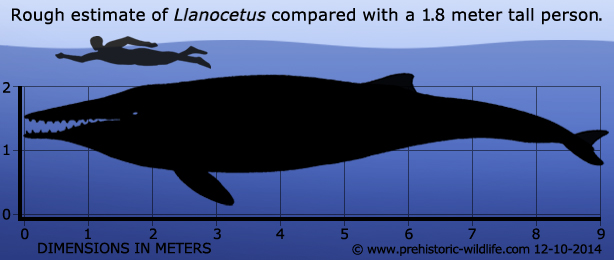 Rough estimate of Llanocetus compared with a 1.8 meter tall person.
2
1
0
0 1 2 3 4 5 6 7 8 9
DIMENSIONS IN METERS © www.prehistoric-wildlife.com 12-10-2014